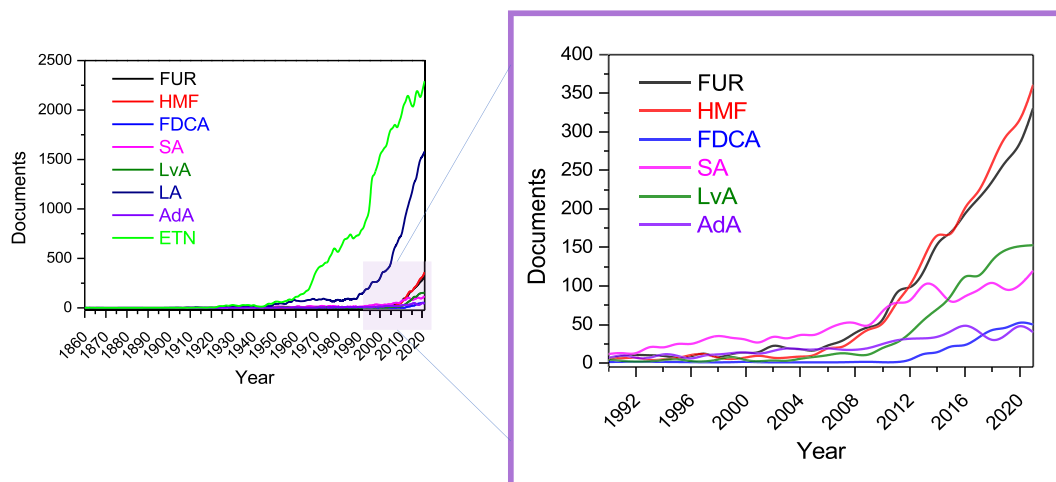 2500
2000
1500
1000
500
0
Documents
FUR
HMF
FDCA
SA
LvA
LA
AdA
ETN
1860 1870 1880 1890 1900 1910 1920 1930 1940 1950 1960 1970 1980 1990 2000 2010 2020
Year
400
350
300
250
200
150
100
50
0
Documents
FUR
HMF
FDCA
SA
LvA
AdA
1992 1996 2000 2004 2008 2012 2016 2020
Year